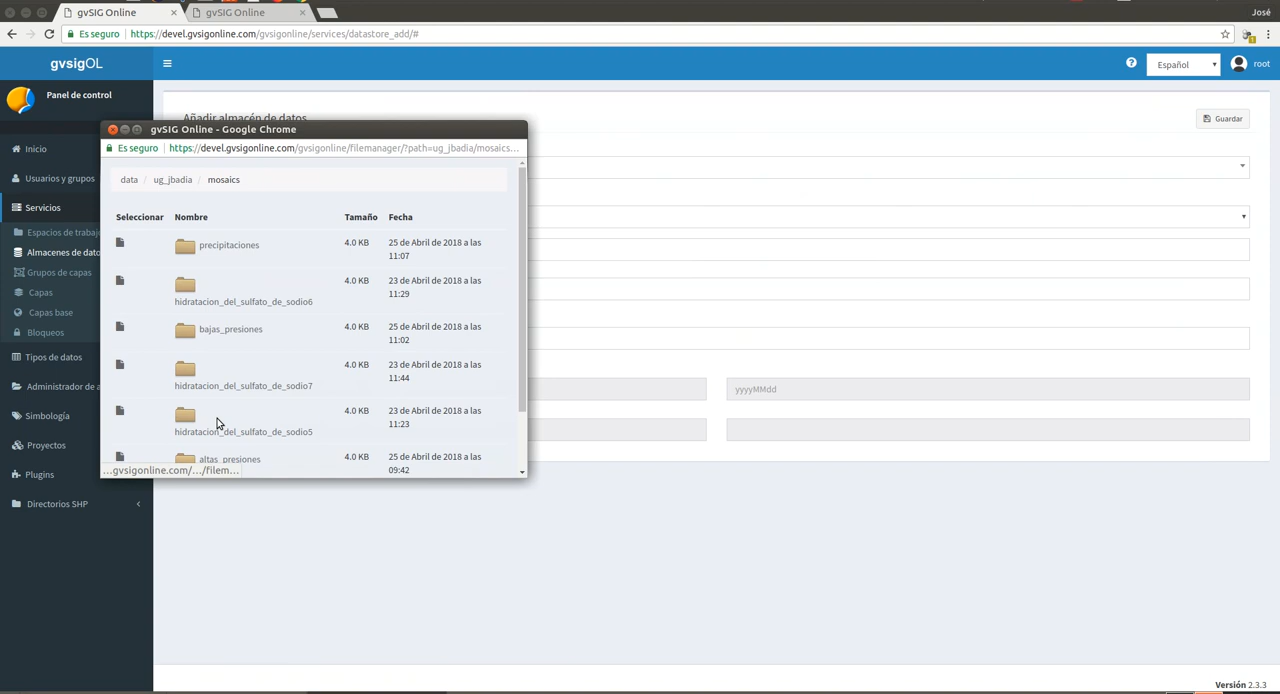 gvSIG Online
gvSIG Online
José
Es seguro https://devel.gvsigonline.com/gvsigonline/services/datastore_add/#
gvsigOL
Español
root
Panel de control
Añadir almacén de datos
Guardar
gvSIG Online - Google Chrome
Es seguro https://devel.gvsigonline.com/gvsigonline/filemanager/?path=ug_jbadia/mosaics...
data / ug_jbadia / mosaics
Seleccionar Nombre Tamaño Fecha
precipitaciones 4.0 KB 25 de Abril de 2018 a las
11:07
hidratacion_del_sulfato_de_sodio6 4.0 KB 23 de Abril de 2018 a las
11:29
bajas_presiones 4.0 KB 25 de Abril de 2018 a las
11:02
hidratacion_del_sulfato_de_sodio7 4.0 KB 23 de Abril de 2018 a las
11:44
hidratacion_del_sulfato_de_sodio5 4.0 KB 23 de Abril de 2018 a las
11:23
altas_presiones 4.0 KB 25 de Abril de 2018 a las
09:42
...gvsigonline.com/.../filem...
Inicio
Usuarios y grupos
Servicios
Espacios de trabaj
Almacenes de dato
Grupos de capas
Capas
Capas base
Bloqueos
Tipos de datos
Administrador de a
Simbología
Proyectos
Plugins
Directorios SHP
yyyyMMdd
Versión 2.3.3